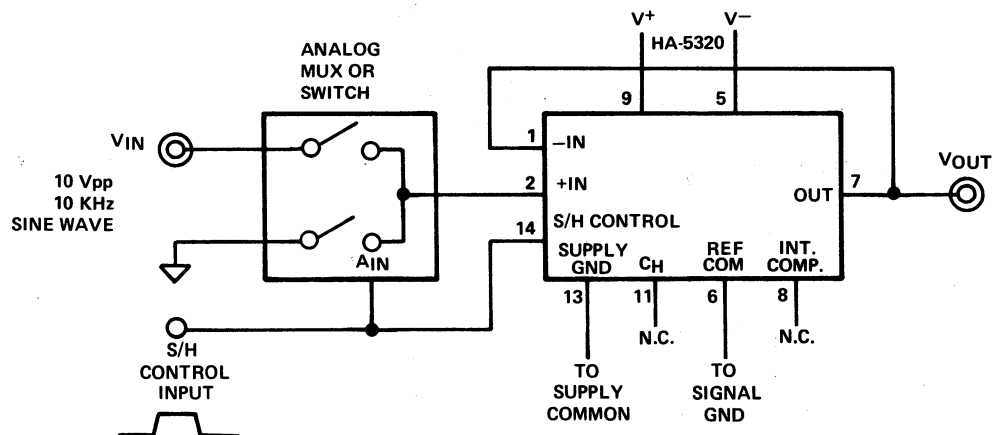 V+
V−
HA-5320
ANALOG
MUX OR
SWITCH
9
5
VIN
1
−IN
VOUT
10 Vpp
10 KHz
SINE WAVE
2
+IN
OUT
7
14
S/H CONTROL
AIN
SUPPLY
GND
CH
REF
COM
INT.
COMP.
13
11
6
8
N.C.
N.C.
S/H
CONTROL
INPUT
TO
SUPPLY
COMMON
TO
SIGNAL
GND